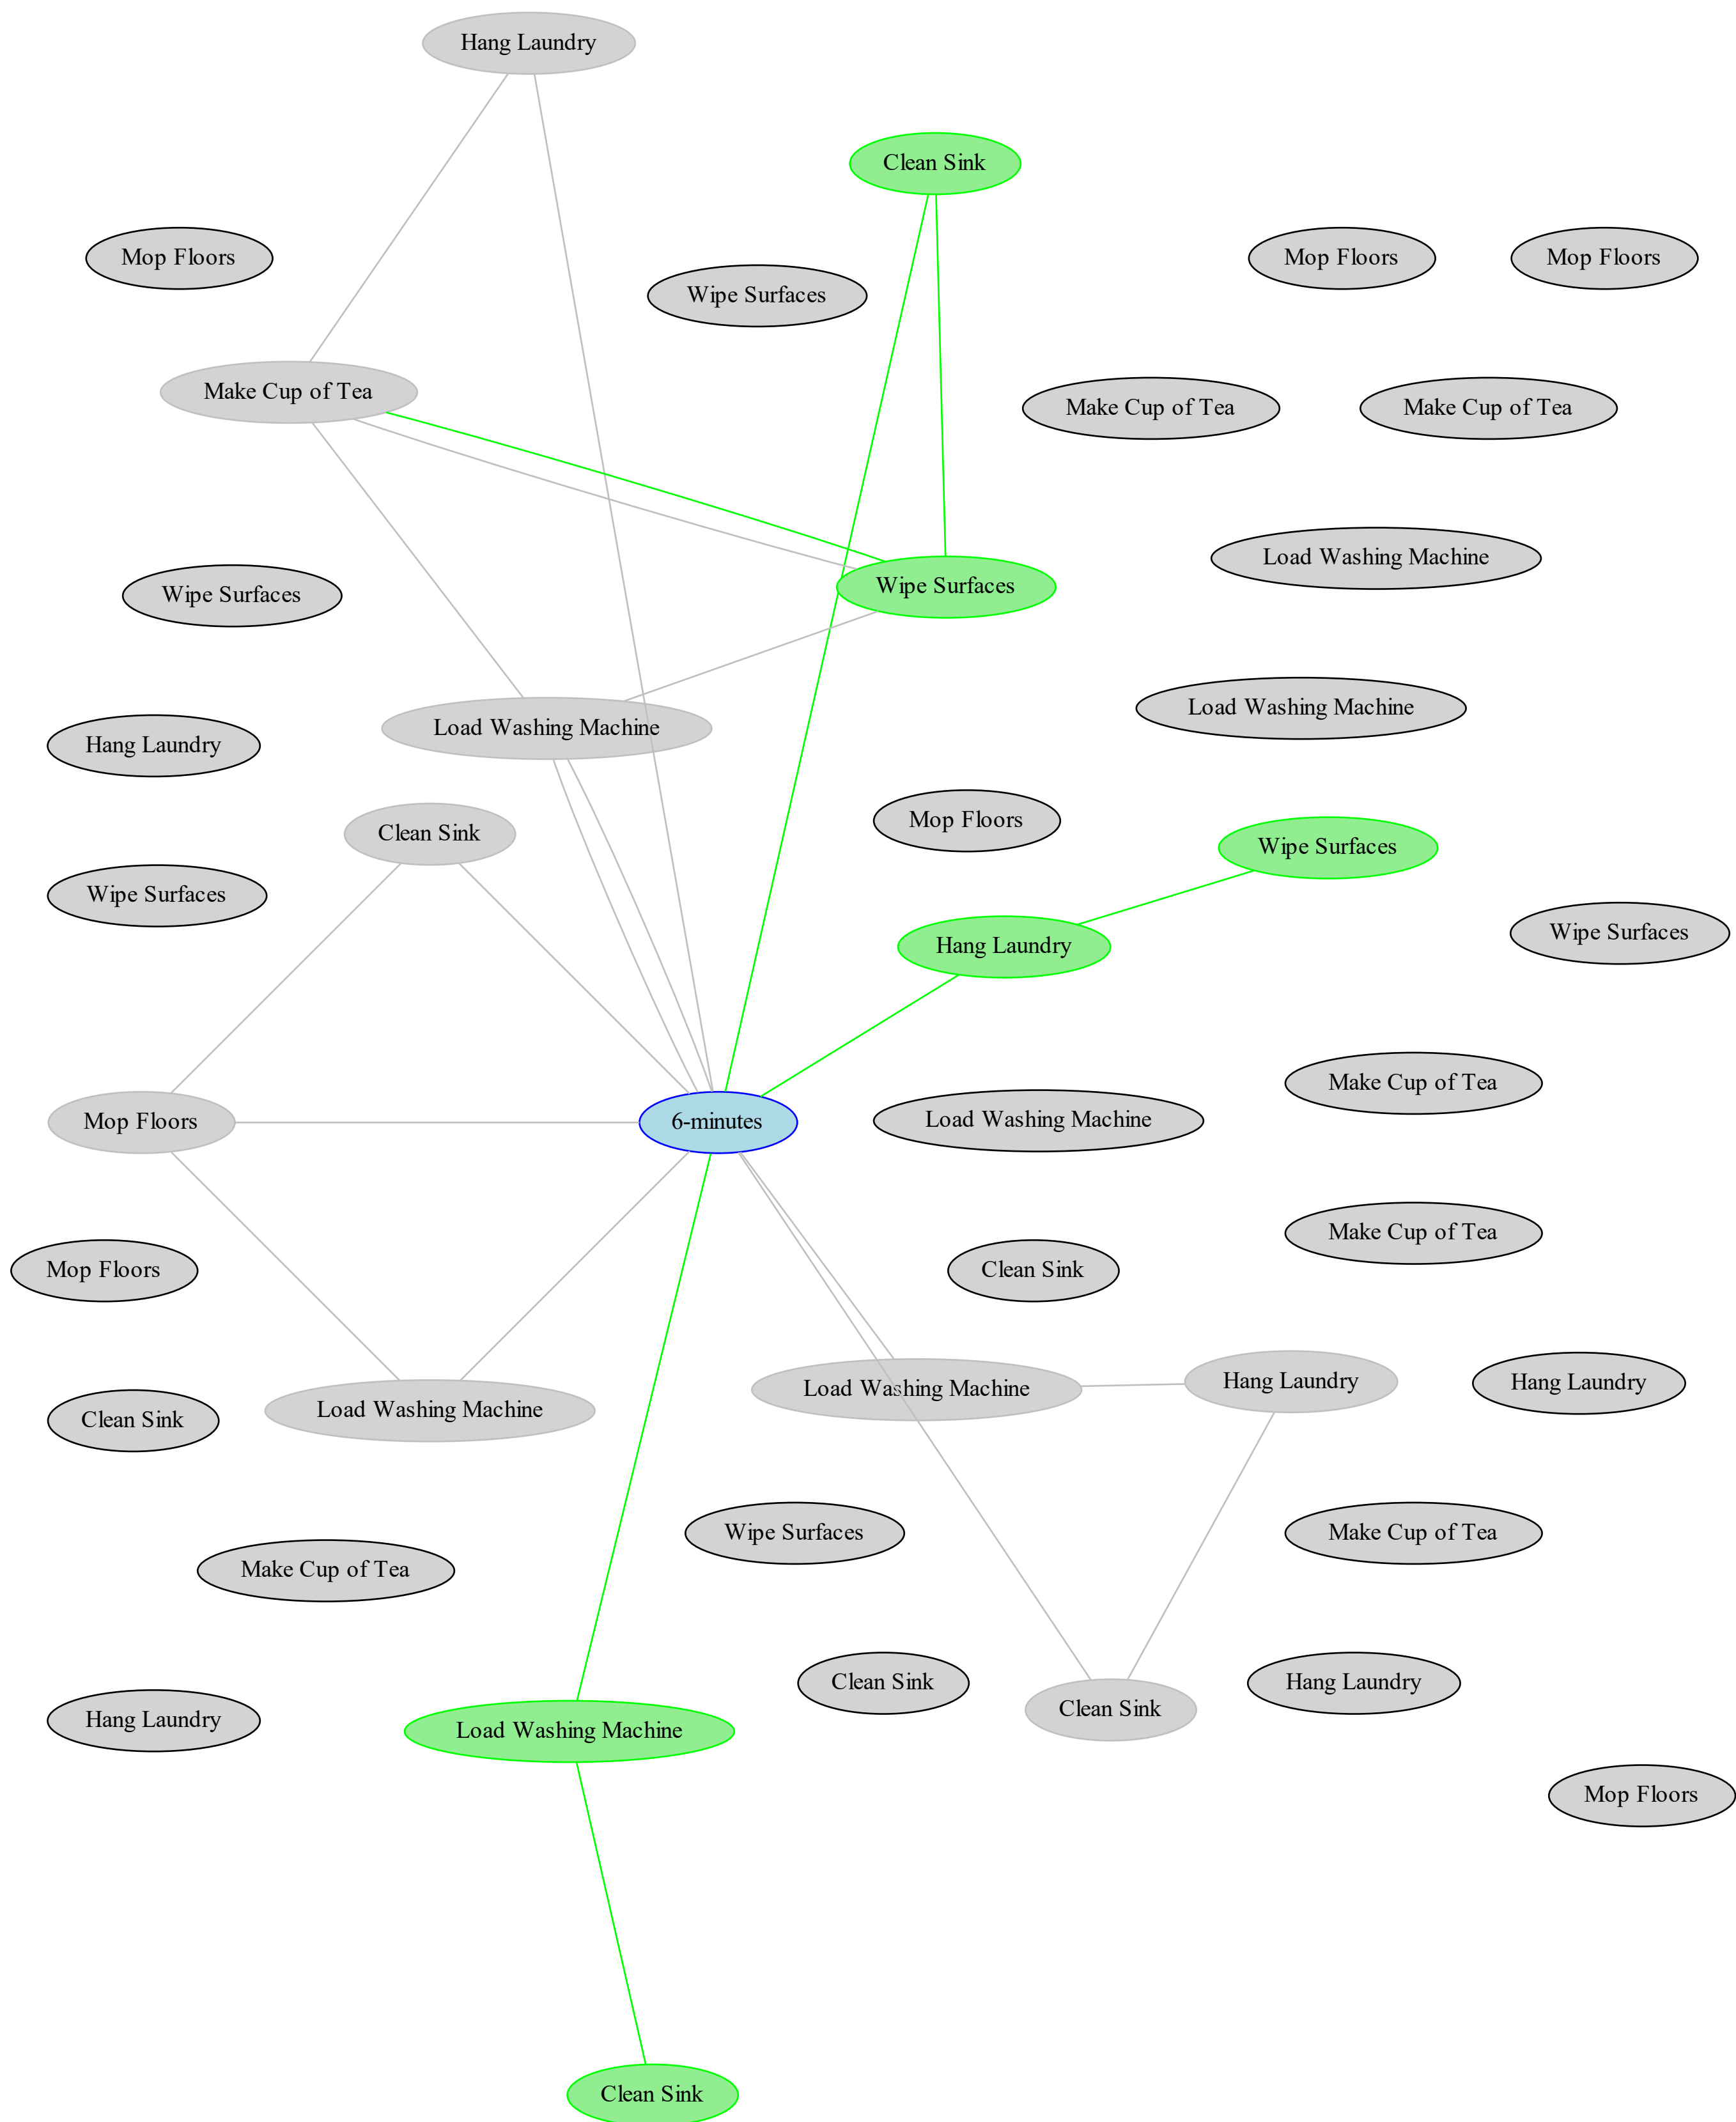 Hang Laundry
Clean Sink
Mop Floors
Mop Floors
Mop Floors
Wipe Surfaces
Make Cup of Tea
Make Cup of Tea
Make Cup of Tea
Load Washing Machine
Wipe Surfaces
Wipe Surfaces
Load Washing Machine
Load Washing Machine
Hang Laundry
Mop Floors
Clean Sink
Wipe Surfaces
Wipe Surfaces
Wipe Surfaces
Hang Laundry
Make Cup of Tea
Mop Floors
6-minutes
Load Washing Machine
Make Cup of Tea
Mop Floors
Clean Sink
Load Washing Machine
Hang Laundry
Hang Laundry
Clean Sink
Load Washing Machine
Wipe Surfaces
Make Cup of Tea
Make Cup of Tea
Clean Sink
Hang Laundry
Clean Sink
Hang Laundry
Load Washing Machine
Mop Floors
Clean Sink